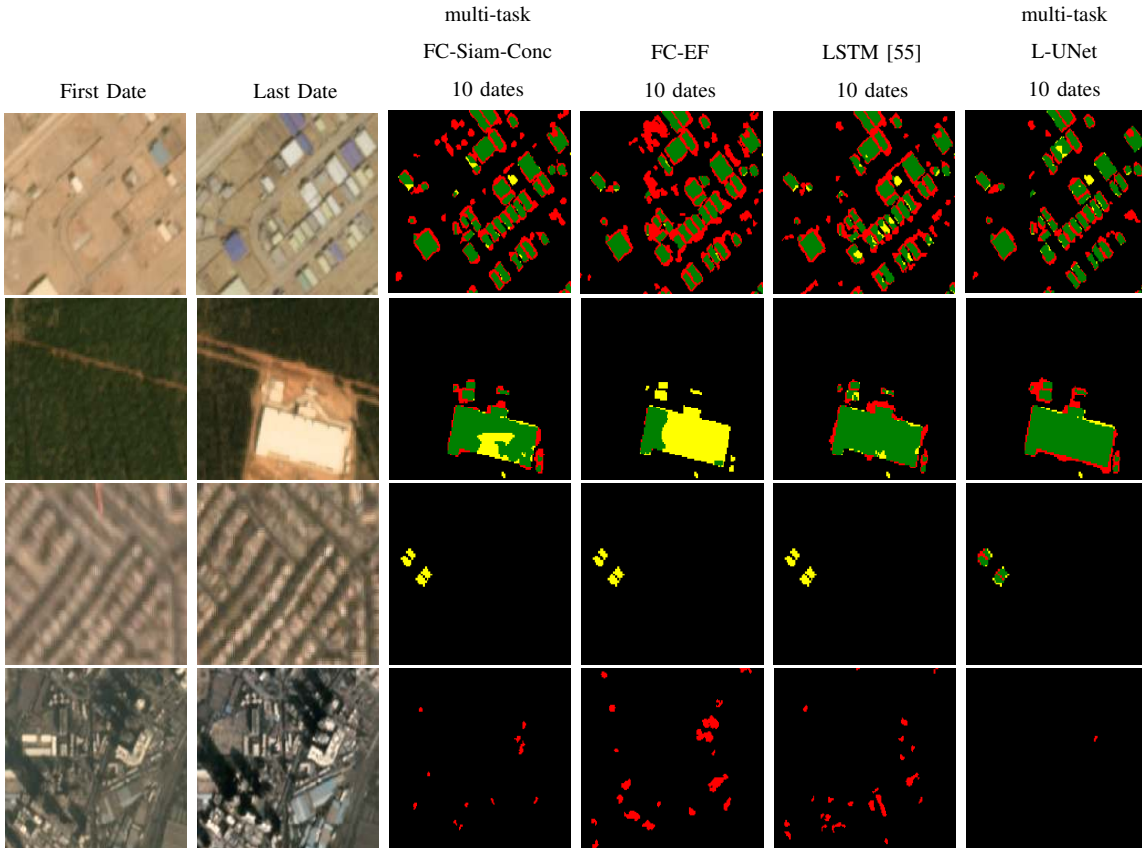 multi-task multi-task
FC-Siam-Conc FC-EF LSTM [55] L-UNet
First Date Last Date 10 dates 10 dates 10 dates 10 dates